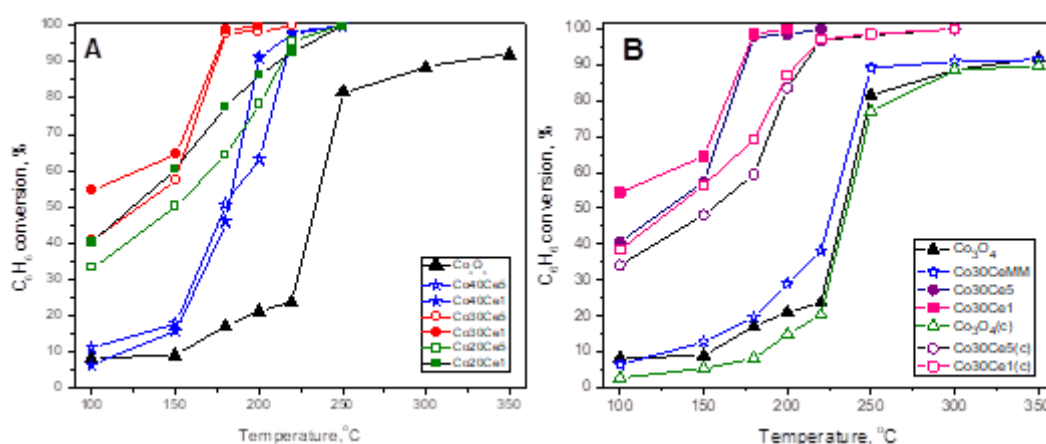 A
C6H6 conversion, %
100
90
80
70
60
50
40
30
20
10
0
Co3O4
Co40Ce5
Co40Ce1
Co30Ce5
Co30Ce1
Co20Ce5
Co20Ce1
100 150 200 250 300 350
Temperature, °C
B
C6H6 conversion, %
100
90
80
70
60
50
40
30
20
10
0
Co3O4
Co30CeMM
Co30Ce5
Co30Ce1
Co3O4(c)
Co30Ce5(c)
Co30Ce1(c)
100 150 200 250 300 350
Temperature, °C